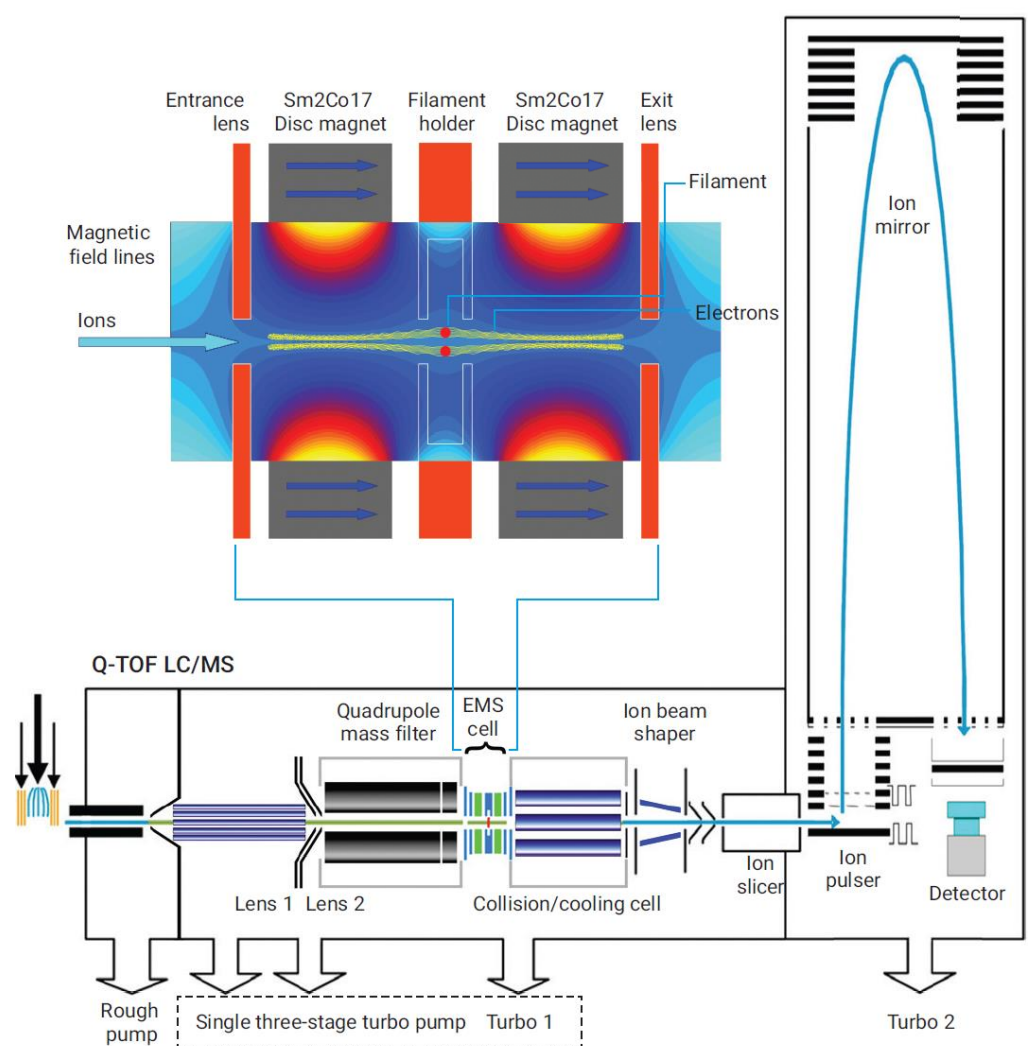 Entrance
lens
Sm2Co17
Disc magnet
Filament
holder
Sm2Co17
Disc magnet
Exit
lens
Filament
Magnetic
field lines
Ions
Electrons
Ion
mirror
Q-TOF LC/MS
Quadrupole
mass filter
EMS
cell
Ion beam
shaper
Lens 1
Lens 2
Collision/cooling cell
Ion
slicer
Ion
pulser
Detector
Rough
pump
Single three-stage turbo pump
Turbo 1
Turbo 2